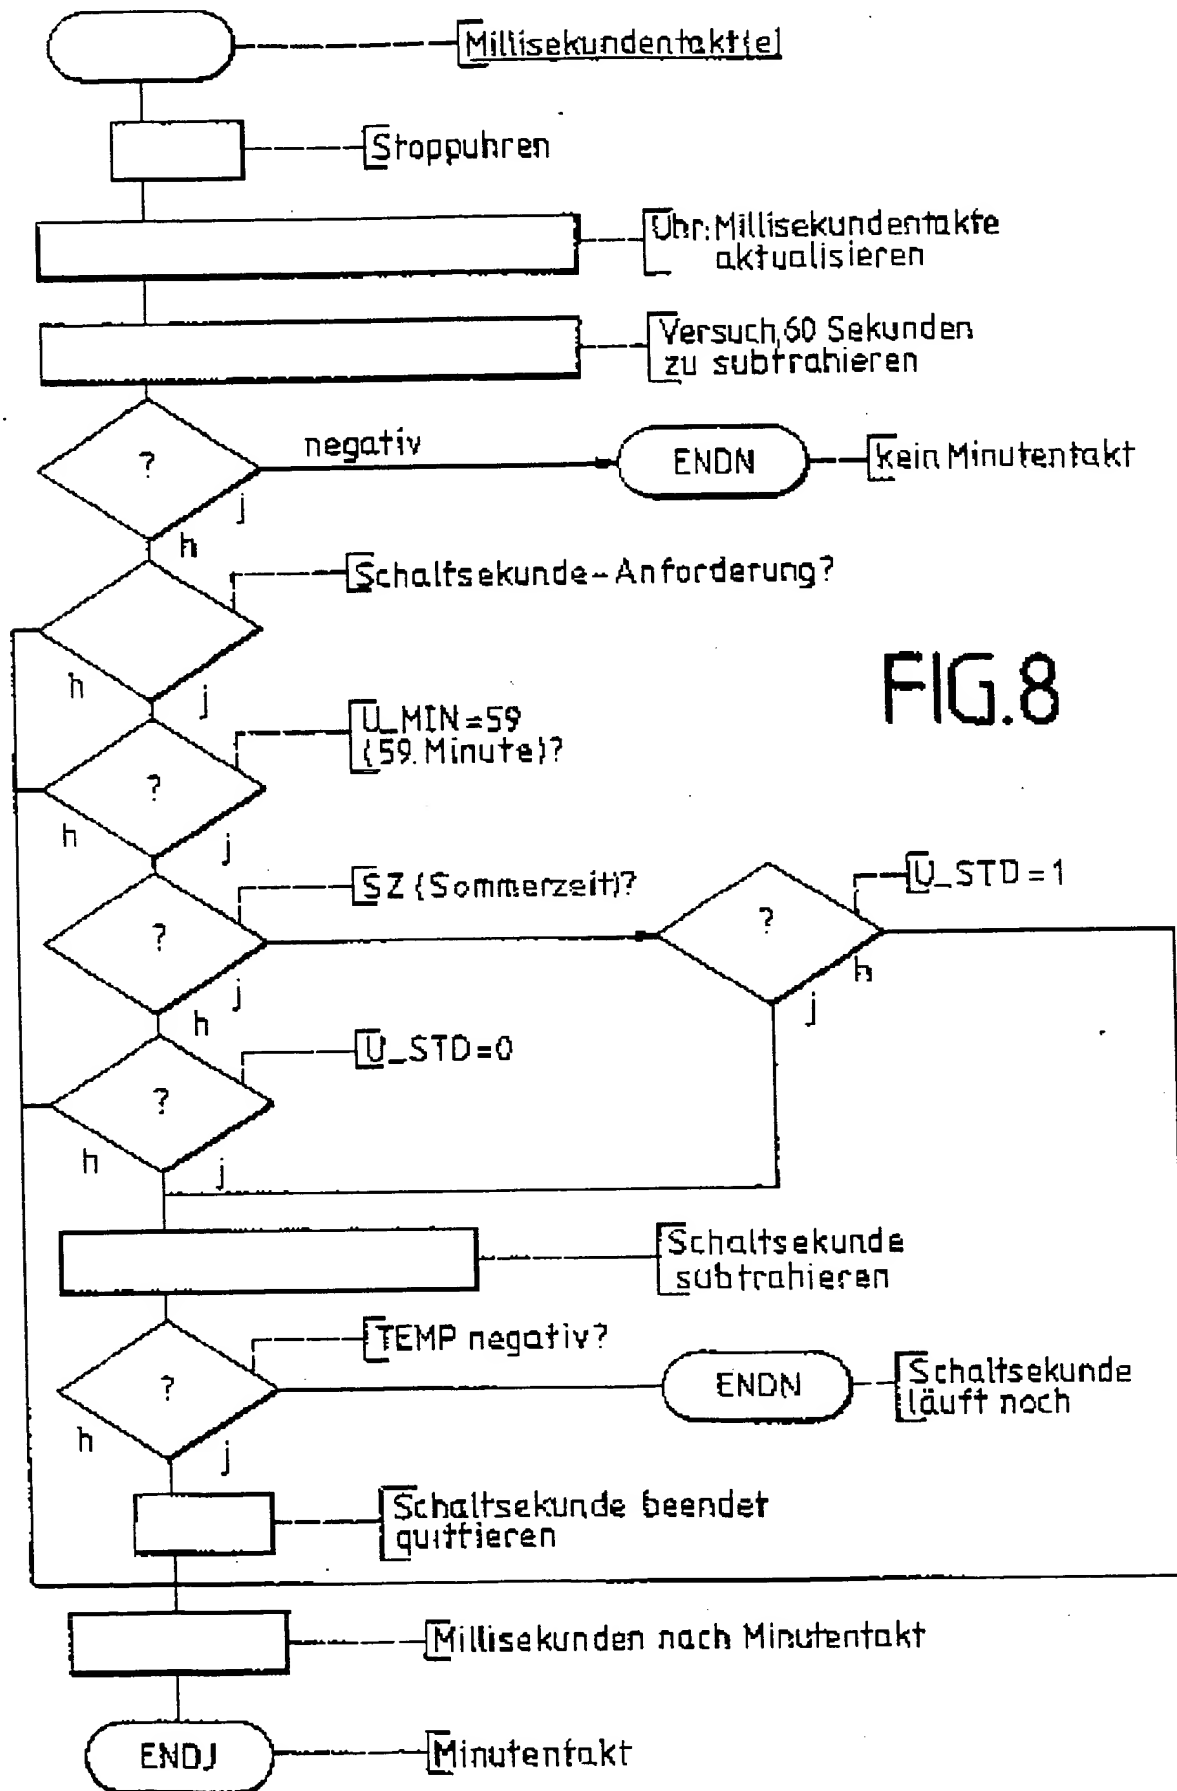 Millisekundentakt(e)
Stoppuhren
Uhr: Millisekundentakte
aktualisieren
Versuch, 60 Sekunden
zu subtrahieren
?
negativ
j
h
ENDN
kein Minutentakt
Schaltsekunde-Anforderung?
h
j
FIG.8
U_MIN=59
(59. Minute)?
?
h
j
SZ (Sommerzeit)?
?
j
h
U_STD=1
?
h
j
U_STD=0
?
h
j
Schaltsekunde
subtrahieren
TEMP negativ?
?
h
j
ENDN
Schaltsekunde
läuft noch
Schaltsekunde beendet
quittieren
Millisekunden nach Minutentakt
ENDJ
Minutentakt